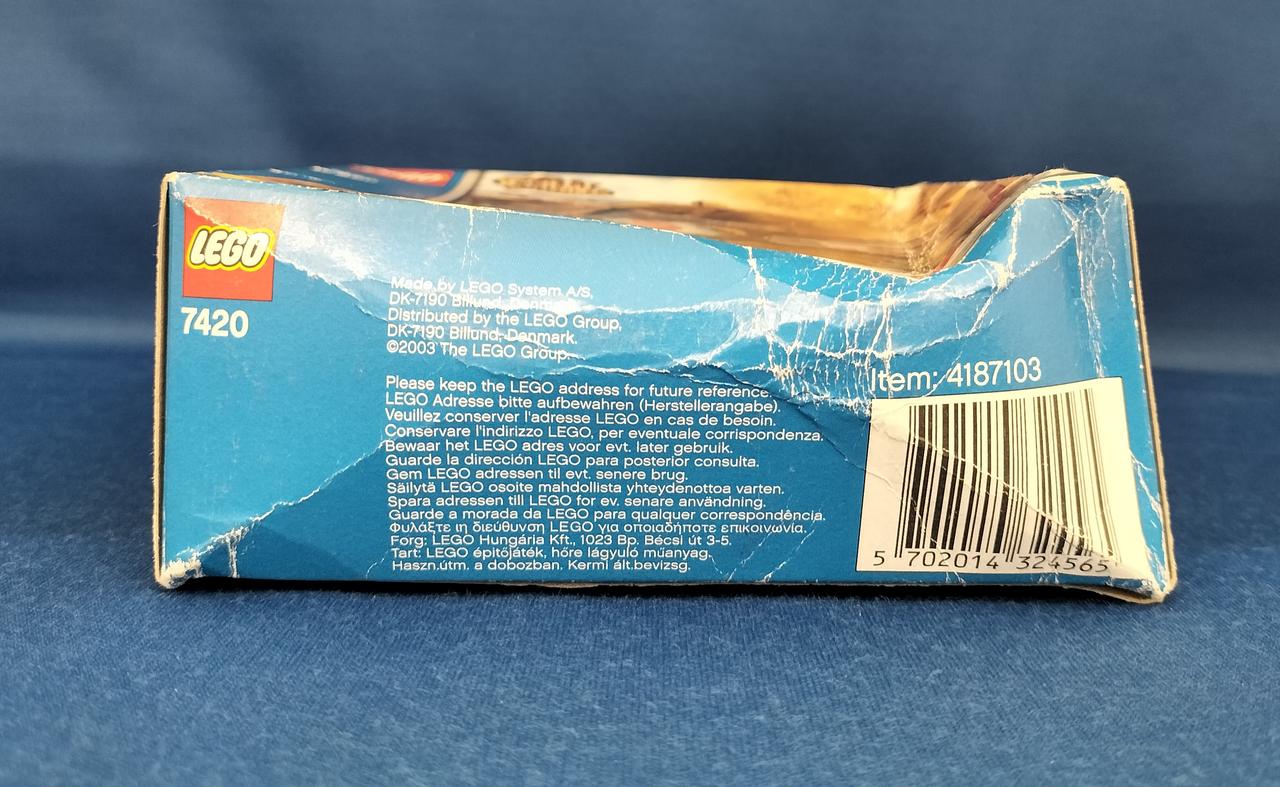 LEGO
7420
Made by LEGO System A/S,
DK-7190 Billund, Denmark
Distributed by the LEGO Group,
DK-7190 Billund, Denmark.
©2003 The LEGO Group.
Please keep the LEGO address for future reference.
LEGO Adresse bitte aufbewahren (Herstellerangabe).
Veuillez conserver l'adresse LEGO en cas de besoin.
Conservare l'indirizzo LEGO, per eventuale corrispondenza.
Bewaar het LEGO adres voor evt. later gebruik.
Guarde la dirección LEGO para posterior consulta.
Gem LEGO adressen til evt. senere brug.
Säilytä LEGO osoite mahdollista yhteydenottoa varten.
Spara adressen till LEGO for ev. senare användning.
Guarde a morada da LEGO para qualquer correspondência.
Φυλάξτε τη διεύθυνση LEGO για οποιαδήποτε επικοινωνία.
Forg: LEGO Hungária Kft., 1023 Bp. Bécsi út 3-5.
Tart: LEGO építőjáték, hőre lágyuló műanyag.
Haszn.útm. a dobozban. Kermi ált.bevizsg.
Item: 4187103
5 702014 324565